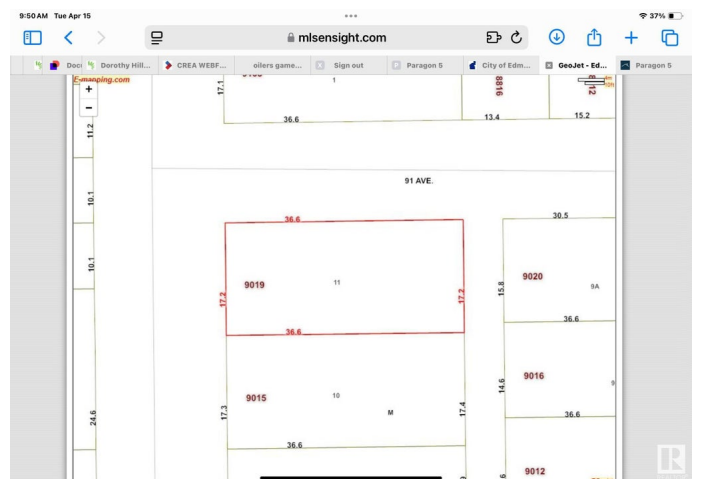 9:50 AM Tue Apr 15
37%
mlsensight.com
Doc
Dorothy Hill...
CREA WEBF...
oilers game...
Sign out
Paragon 5
City of Edm...
GeoJet - Ed...
Paragon 5
E-mapping.com
+
-
17.1
1
8816
12
36.6
13.4
15.2
11.2
91 AVE.
10.1
36.6
30.5
10.1
9019
11
17.2
17.2
15.8
9020
9A
36.6
36.6
9015
10
M
17.3
17.4
14.6
9016
9
36.6
24.6
36.6
9012
R